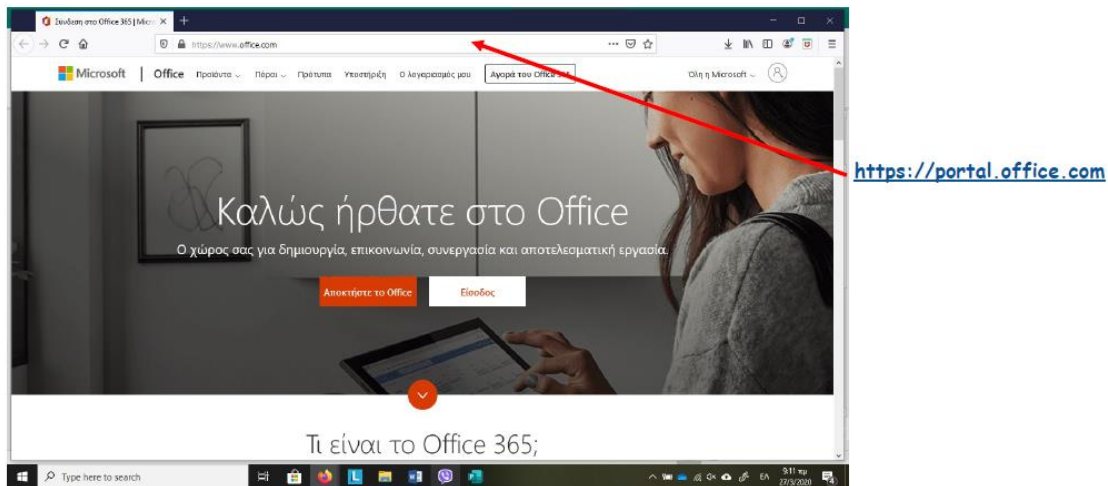 Σύνδεση στο Office 365 | Micro
https://www.office.com
Microsoft | Office Προϊόντα Πόροι Πρότυπα Υποστήριξη Ο λογαριασμός μου Αγορά του Office 365 Όλη η Microsoft
https://portal.office.com
Καλώς ήρθατε στο Office
Ο χώρος σας για δημιουργία, επικοινωνία, συνεργασία και αποτελεσματική εργασία.
Αποκτήστε το Office Είσοδος
Τι είναι το Office 365;
Type here to search
ΕΛ
9:11 πμ
27/3/2020